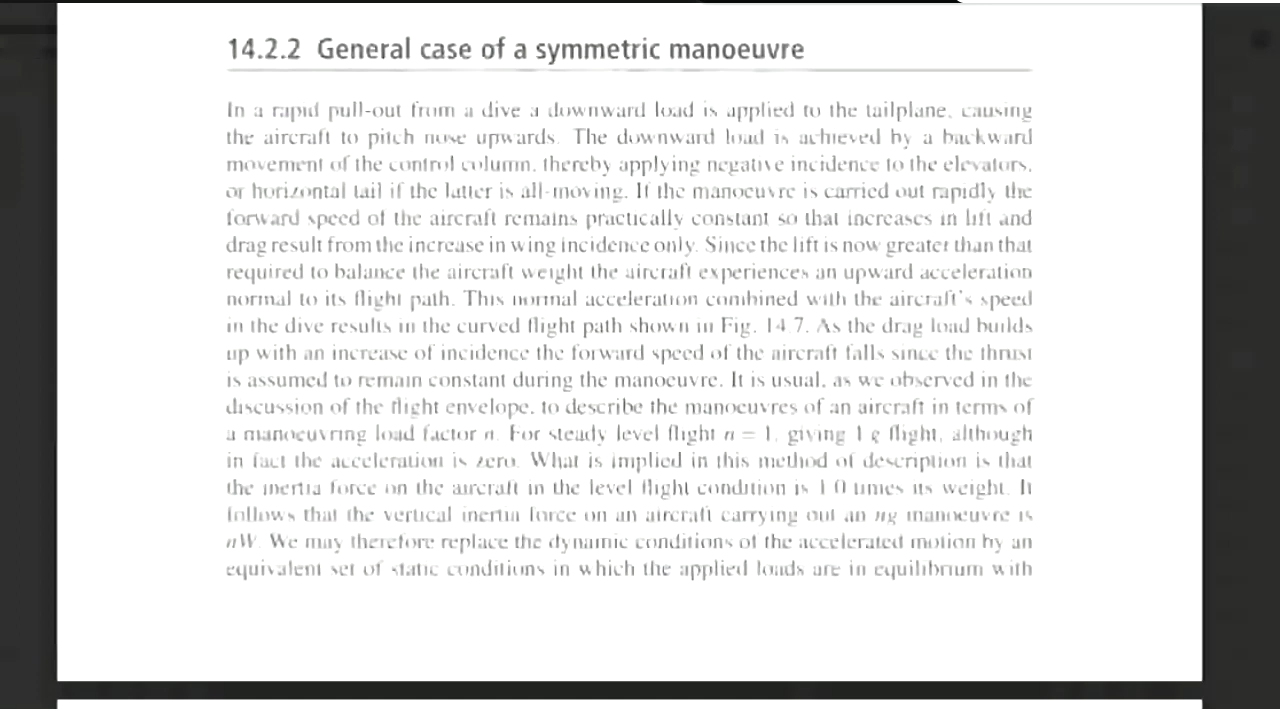 14.2.2 General case of a symmetric manoeuvre
In a rapid pull-out from a dive a downward load is applied to the tailplane, causing
the aircraft to pitch nose upwards. The downward load is achieved by a backward
movement of the control column, thereby applying negative incidence to the elevators,
or horizontal tail if the latter is all-moving. If the manoeuvre is carried out rapidly the
forward speed of the aircraft remains practically constant so that increases in lift and
drag result from the increase in wing incidence only. Since the lift is now greater than that
required to balance the aircraft weight the aircraft experiences an upward acceleration
normal to its flight path. This normal acceleration combined with the aircraft's speed
in the dive results in the curved flight path shown in Fig. 14.7. As the drag load builds
up with an increase of incidence the forward speed of the aircraft falls since the thrust
is assumed to remain constant during the manoeuvre. It is usual, as we observed in the
discussion of the flight envelope, to describe the manoeuvres of an aircraft in terms of
a manoeuvring load factor n. For steady level flight n = 1, giving 1 g flight, although
in fact the acceleration is zero. What is implied in this method of description is that
the inertia force on the aircraft in the level flight condition is 1.0 times its weight. It
follows that the vertical inertia force on an aircraft carrying out an ng manoeuvre is
nW. We may therefore replace the dynamic conditions of the accelerated motion by an
equivalent set of static conditions in which the applied loads are in equilibrium with